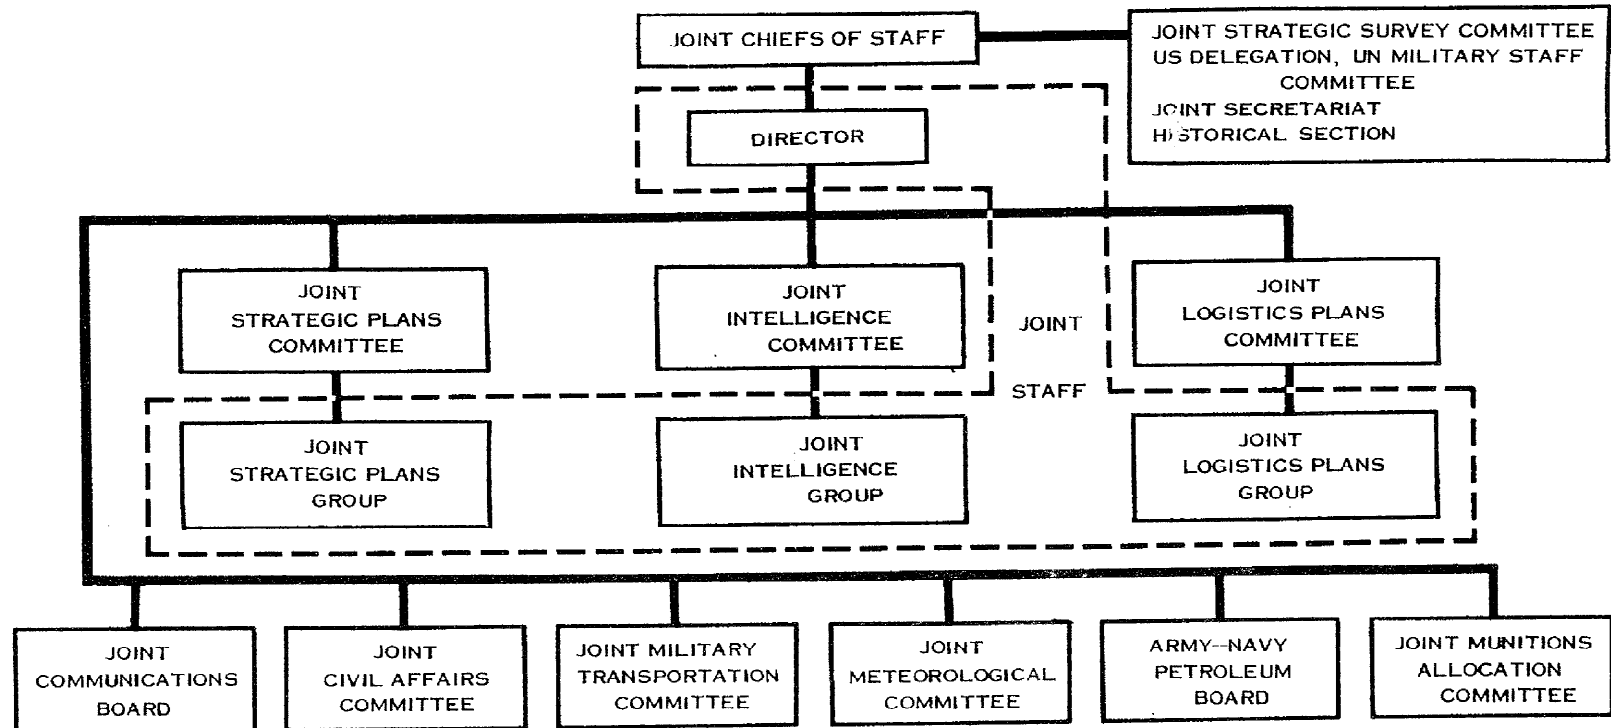 JOINT CHIEFS OF STAFF
JOINT STRATEGIC SURVEY COMMITTEE
US DELEGATION, UN MILITARY STAFF
COMMITTEE
JOINT SECRETARIAT
HISTORICAL SECTION
DIRECTOR
JOINT
STRATEGIC PLANS
COMMITTEE
JOINT
INTELLIGENCE
COMMITTEE
JOINT
STAFF
JOINT
LOGISTICS PLANS
COMMITTEE
JOINT
STRATEGIC PLANS
GROUP
JOINT
INTELLIGENCE
GROUP
JOINT
LOGISTICS PLANS
GROUP
JOINT
COMMUNICATIONS
BOARD
JOINT
CIVIL AFFAIRS
COMMITTEE
JOINT MILITARY
TRANSPORTATION
COMMITTEE
JOINT
METEOROLOGICAL
COMMITTEE
ARMY--NAVY
PETROLEUM
BOARD
JOINT MUNITIONS
ALLOCATION
COMMITTEE